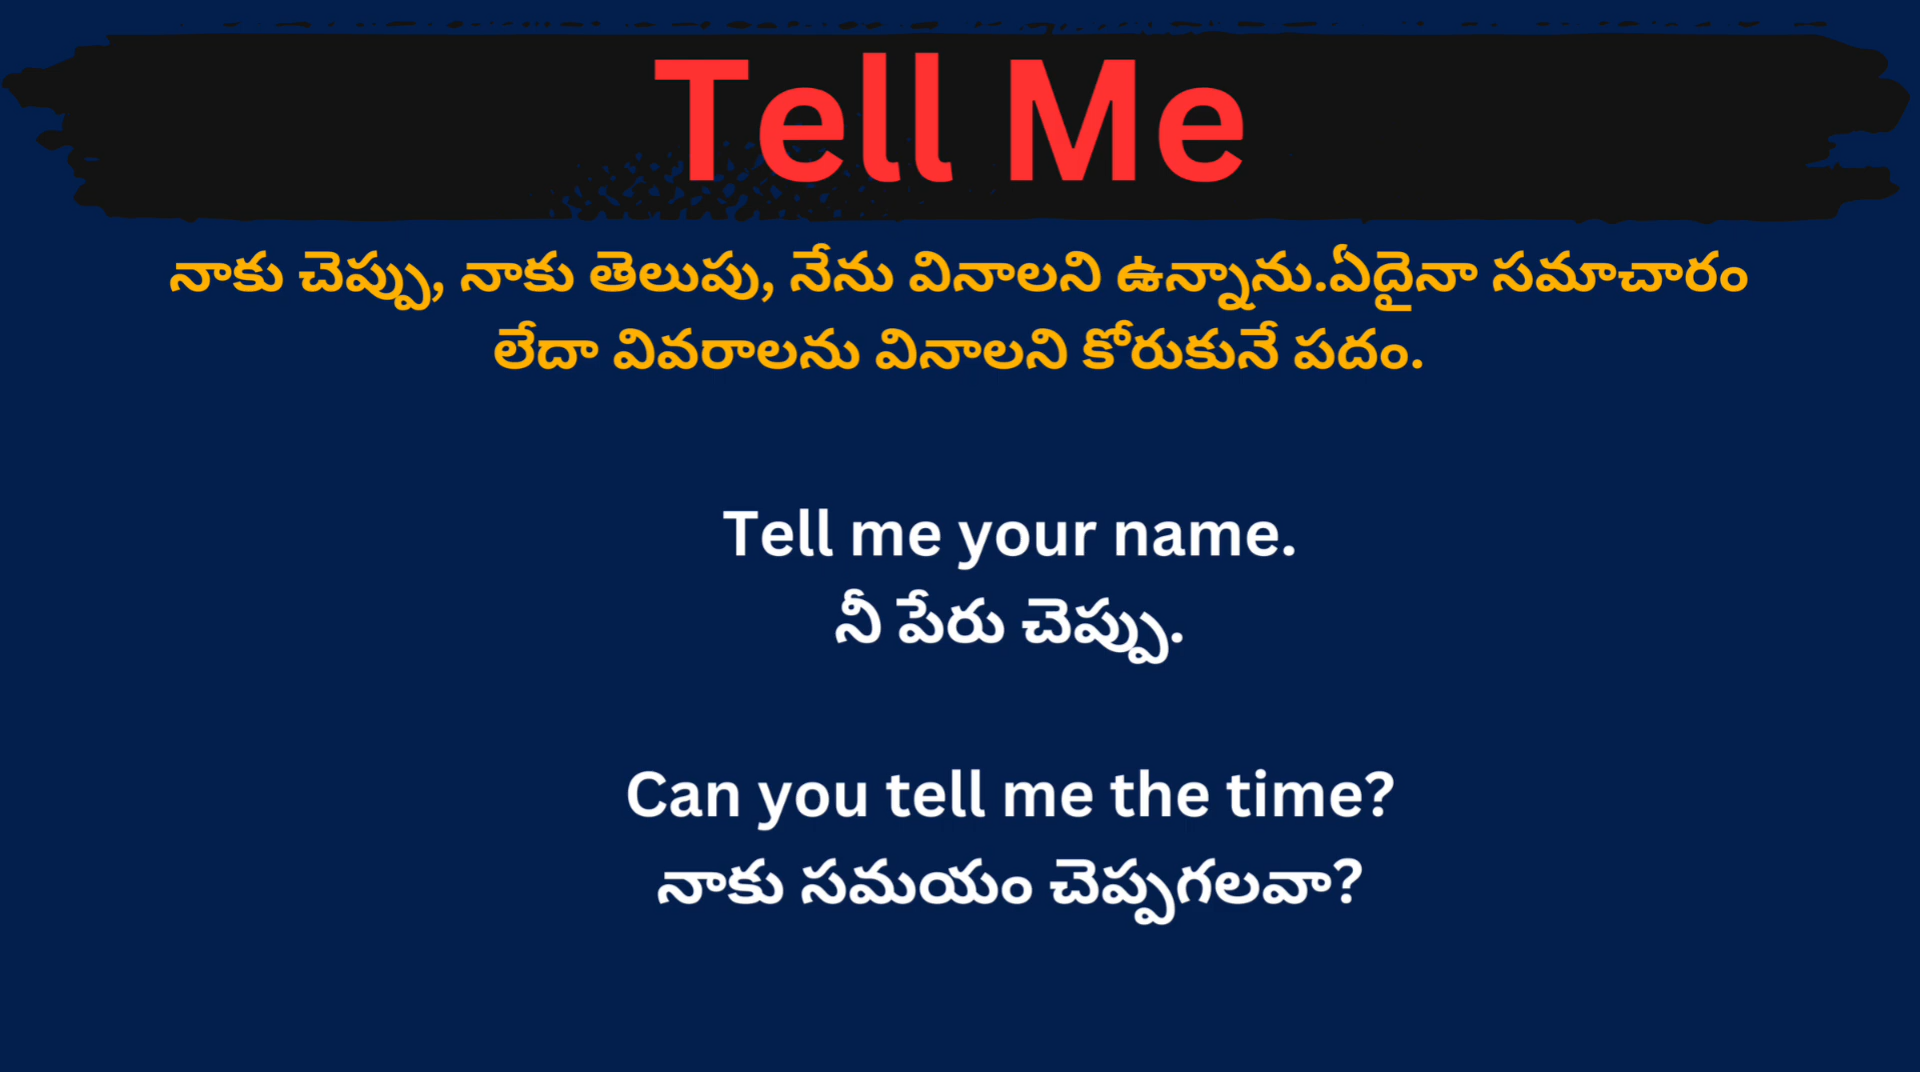 Tell Me
నాకు చెప్పు, నాకు తెలుపు, నేను వినాలని ఉన్నాను.ఏదైనా సమాచారం
లేదా వివరాలను వినాలని కోరుకునే పదం.
Tell me your name.
నీ పేరు చెప్పు.
Can you tell me the time?
నాకు సమయం చెప్పగలవా?